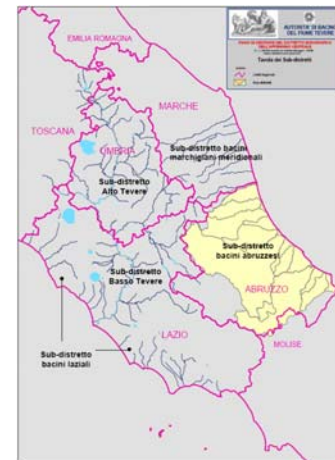 AUTORITÀ DI BACINO
DEL FIUME TEVERE
Tavola dei Sub-distretti
EMILIA ROMAGNA
MARCHE
TOSCANA
UMBRIA
Sub-distretto bacini
marchigiani meridionali
Sub-distretto
Alto Tevere
Sub-distretto
bacini abruzzesi
Sub-distretto
Basso Tevere
ABRUZZO
LAZIO
MOLISE
Sub-distretto
bacini laziali